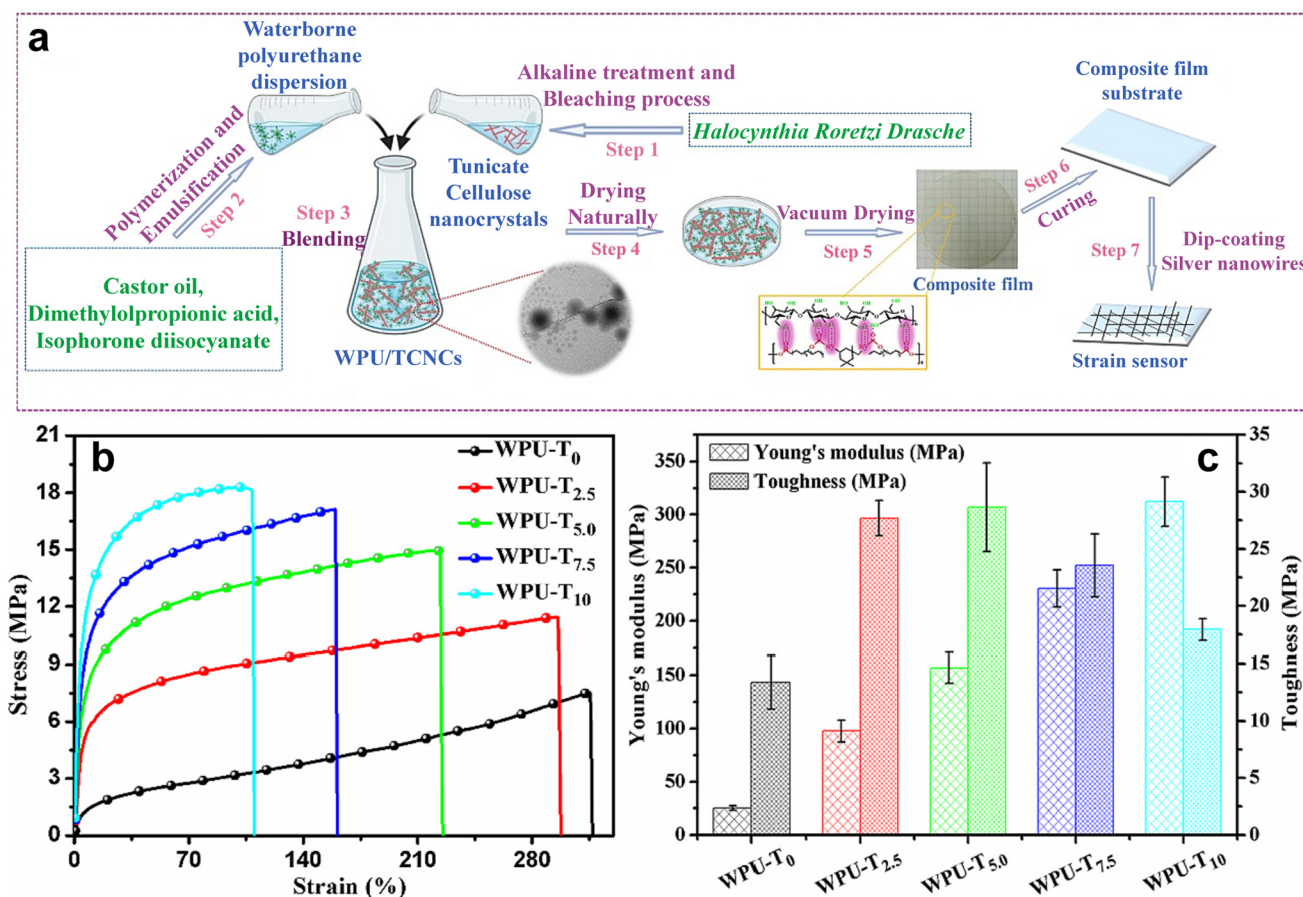 a
Waterborne
polyurethane
dispersion
Alkaline treatment and
Bleaching process
Halocynthia Roretzi Drasche
Step 1
Composite film
substrate
Polymerization and
Emulsification
Step 2
Tunicate
Cellulose
nanocrystals
Step 3
Blending
Drying
Naturally
Step 4
Vacuum Drying
Step 5
Step 6
Curing
Step 7
Dip-coating
Silver nanowires
Castor oil,
Dimethylolpropionic acid,
Isophorone diisocyanate
WPU/TCNCs
Composite film
Strain sensor
b
Stress (MPa)
21
18
15
12
9
6
3
0
0 70 140 210 280
Strain (%)
WPU-T0
WPU-T2.5
WPU-T5.0
WPU-T7.5
WPU-T10
c
Young's modulus (MPa)
350
300
250
200
150
100
50
25
0
Young's modulus (MPa)
Toughness (MPa)
35
30
25
20
15
10
5
0
Toughness (MPa)
WPU-T0
WPU-T2.5
WPU-T5.0
WPU-T7.5
WPU-T10